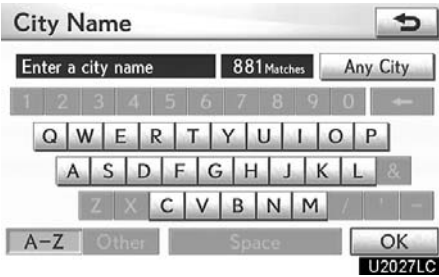 City Name
Enter a city name 881 Matches Any City
1 2 3 4 5 6 7 8 9 0 ←
Q W E R T Y U I O P
A S D F G H J K L &
Z X C V B N M / ' -
A-Z Other Space OK
U2027LC